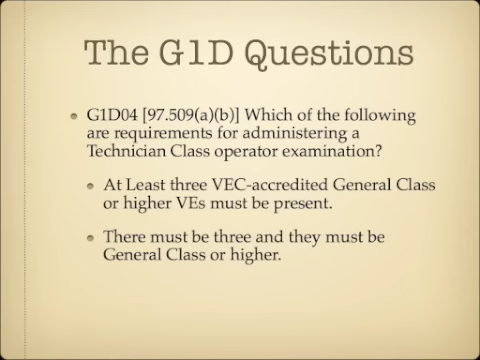 The G1D Questions
G1D04 [97.509(a)(b)] Which of the following
are requirements for administering a
Technician Class operator examination?
At Least three VEC-accredited General Class
or higher VEs must be present.
There must be three and they must be
General Class or higher.